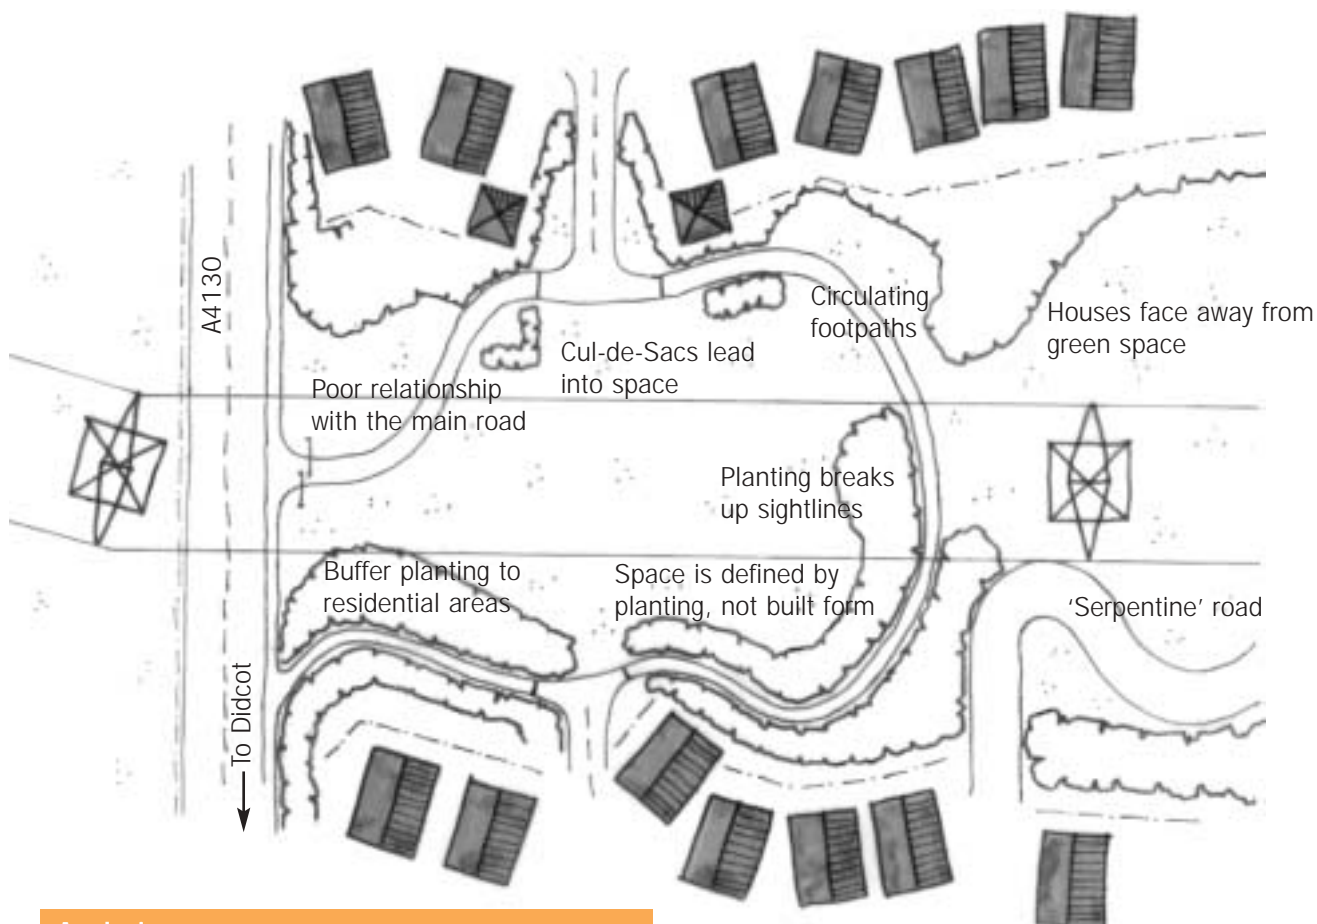 A4130
Circulating
footpaths
Houses face away from
green space
Cul-de-Sacs lead
into space
Poor relationship
with the main road
Planting breaks
up sightlines
Buffer planting to
residential areas
Space is defined by
planting, not built form
‘Serpentine’ road
To Didcot